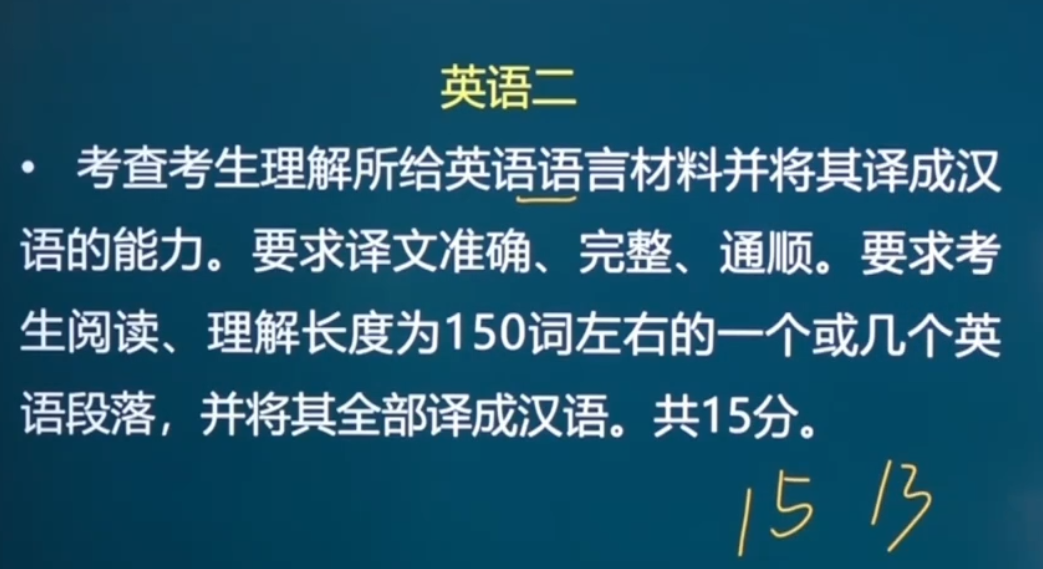 英语二
• 考查考生理解所给英语语言材料并将其译成汉
语的能力。要求译文准确、完整、通顺。要求考
生阅读、理解长度为150词左右的一个或几个英
语段落，并将其全部译成汉语。共15分。
15 13